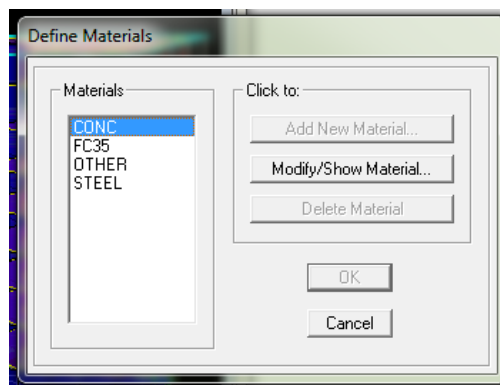 Define Materials
Materials
CONC
FC35
OTHER
STEEL
Click to:
Add New Material...
Modify/Show Material...
Delete Material
OK
Cancel